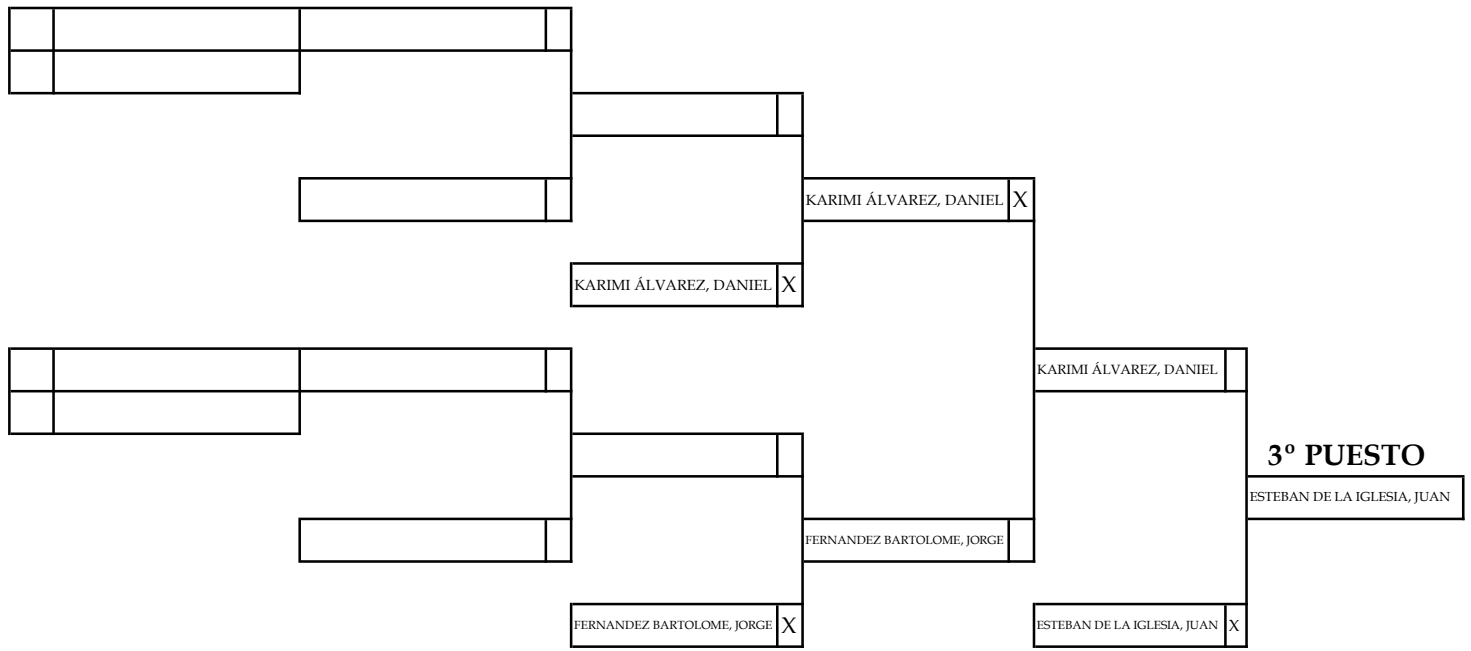 KARIMI ÁLVAREZ, DANIEL X
KARIMI ÁLVAREZ, DANIEL X
KARIMI ÁLVAREZ, DANIEL
3º PUESTO
ESTEBAN DE LA IGLESIA, JUAN
FERNANDEZ BARTOLOME, JORGE
FERNANDEZ BARTOLOME, JORGE X
ESTEBAN DE LA IGLESIA, JUAN X